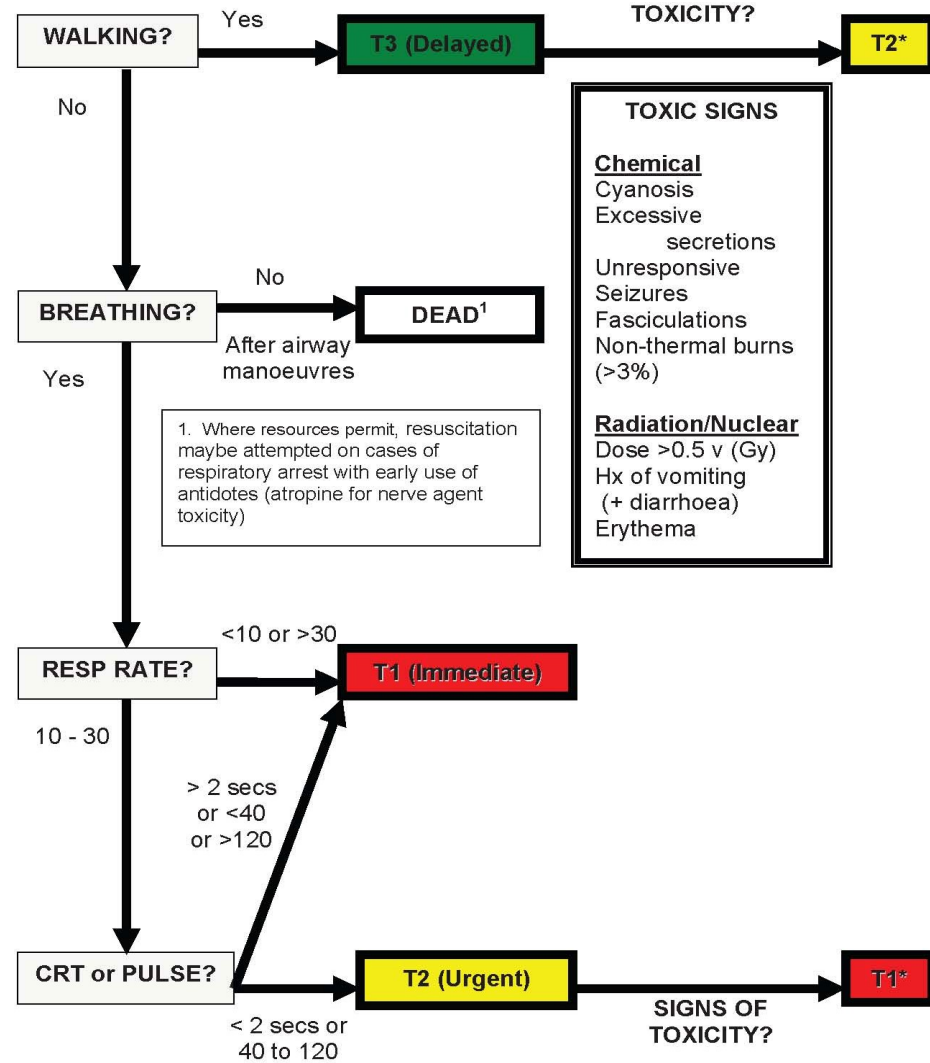 WALKING?
Yes
T3 (Delayed)
TOXICITY?
T2*
No
TOXIC SIGNS
Chemical
Cyanosis
Excessive
secretions
Unresponsive
Seizures
Fasciculations
Non-thermal burns
(>3%)
Radiation/Nuclear
Dose >0.5 v (Gy)
Hx of vomiting
(+ diarrhoea)
Erythema
BREATHING?
No
After airway
manoeuvres
DEAD¹
Yes
1. Where resources permit, resuscitation
maybe attempted on cases of
respiratory arrest with early use of
antidotes (atropine for nerve agent
toxicity)
RESP RATE?
<10 or >30
T1 (Immediate)
10 - 30
> 2 secs
or <40
or >120
CRT or PULSE?
T2 (Urgent)
< 2 secs or
40 to 120
SIGNS OF
TOXICITY?
T1*